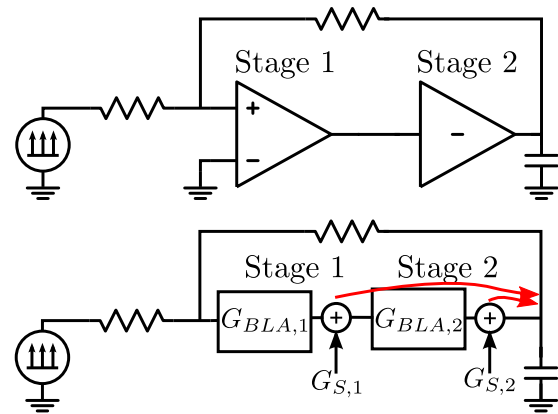 Stage 1 Stage 2
+
−
−
Stage 1 Stage 2
G_{BLA,1} + G_{BLA,2} +
G_{S,1} G_{S,2}